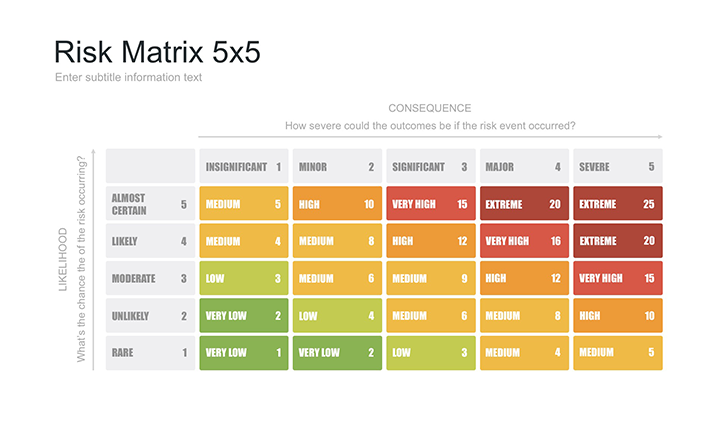 Risk Matrix 5x5
Enter subtitle information text
CONSEQUENCE
How severe could the outcomes be if the risk event occurred?
LIKELIHOOD
What's the chance the of the risk occurring?
INSIGNIFICANT 1 MINOR 2 SIGNIFICANT 3 MAJOR 4 SEVERE 5
ALMOST
CERTAIN 5 MEDIUM 5 HIGH 10 VERY HIGH 15 EXTREME 20 EXTREME 25
LIKELY 4 MEDIUM 4 MEDIUM 8 HIGH 12 VERY HIGH 16 EXTREME 20
MODERATE 3 LOW 3 MEDIUM 6 MEDIUM 9 HIGH 12 VERY HIGH 15
UNLIKELY 2 VERY LOW 2 LOW 4 MEDIUM 6 MEDIUM 8 HIGH 10
RARE 1 VERY LOW 1 VERY LOW 2 LOW 3 MEDIUM 4 MEDIUM 5